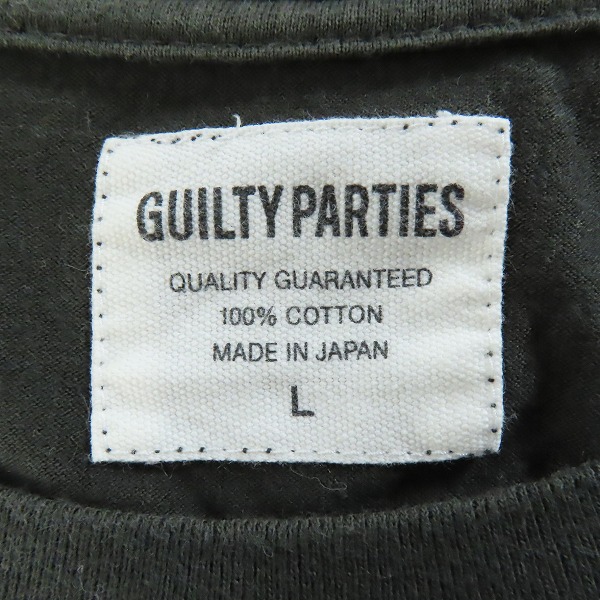 GUILTY PARTIES
QUALITY GUARANTEED
100% COTTON
MADE IN JAPAN
L